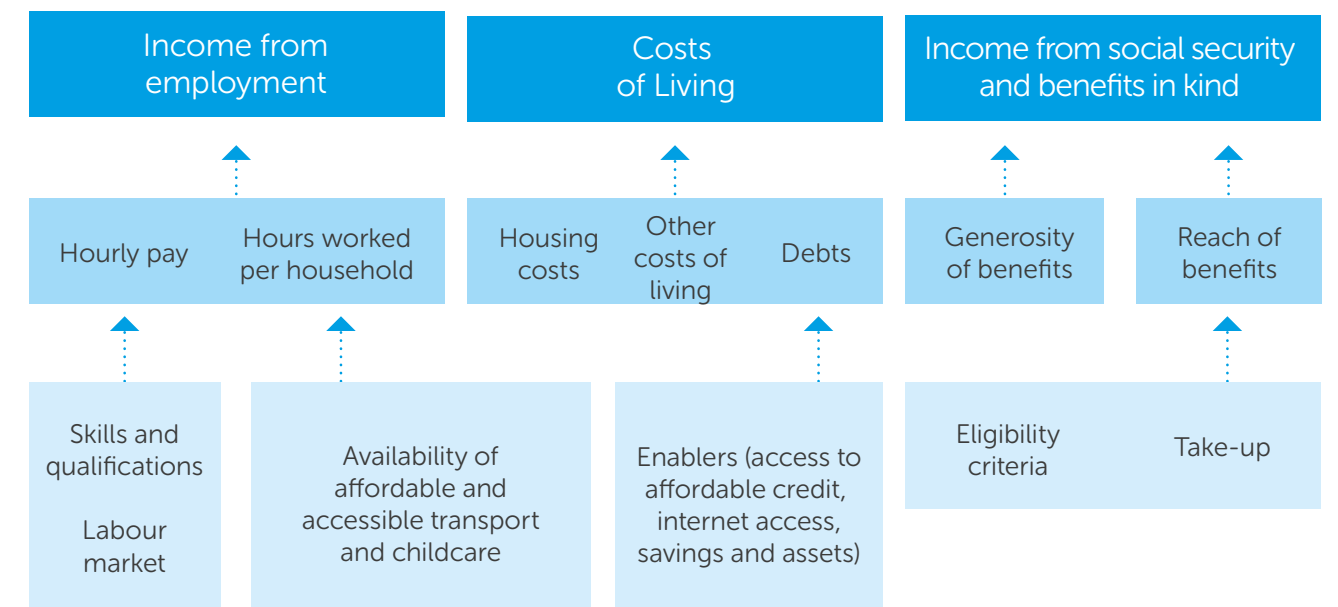 Income from
employment
Costs
of Living
Income from social security
and benefits in kind
Hourly pay
Hours worked
per household
Housing
costs
Other
costs of
living
Debts
Generosity
of benefits
Reach of
benefits
Skills and
qualifications
Labour
market
Availability of
affordable and
accessible transport
and childcare
Enablers (access to
affordable credit,
internet access,
savings and assets)
Eligibility
criteria
Take-up